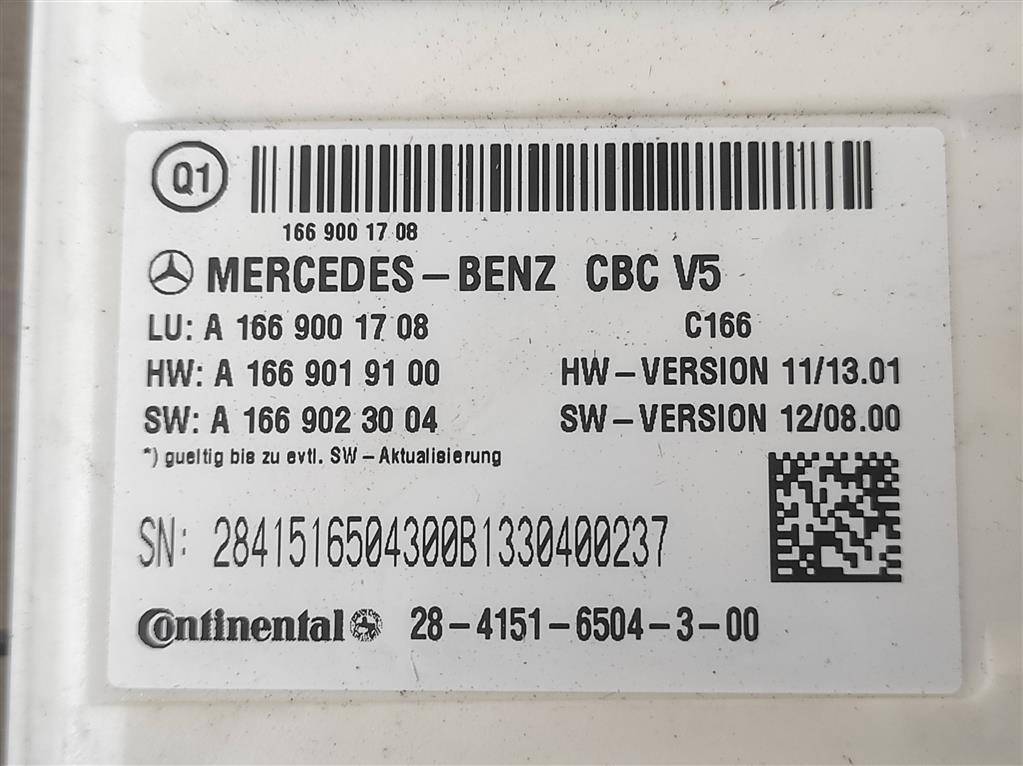 Q1
166 900 17 08
MERCEDES-BENZ CBC V5
LU: A 166 900 17 08 C166
HW: A 166 901 91 00 HW-VERSION 11/13.01
SW: A 166 902 30 04 SW-VERSION 12/08.00
*) gueltig bis zu evtl. SW-Aktualisierung
SN: 2841516504300B1330400237
Continental 28-4151-6504-3-00